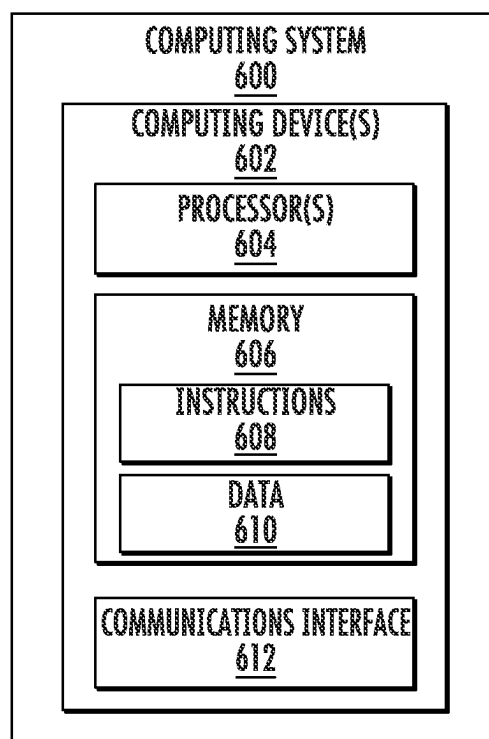 COMPUTING SYSTEM
600
COMPUTING DEVICE(S)
602
PROCESSOR(S)
604
MEMORY
606
INSTRUCTIONS
608
DATA
610
COMMUNICATIONS INTERFACE
612